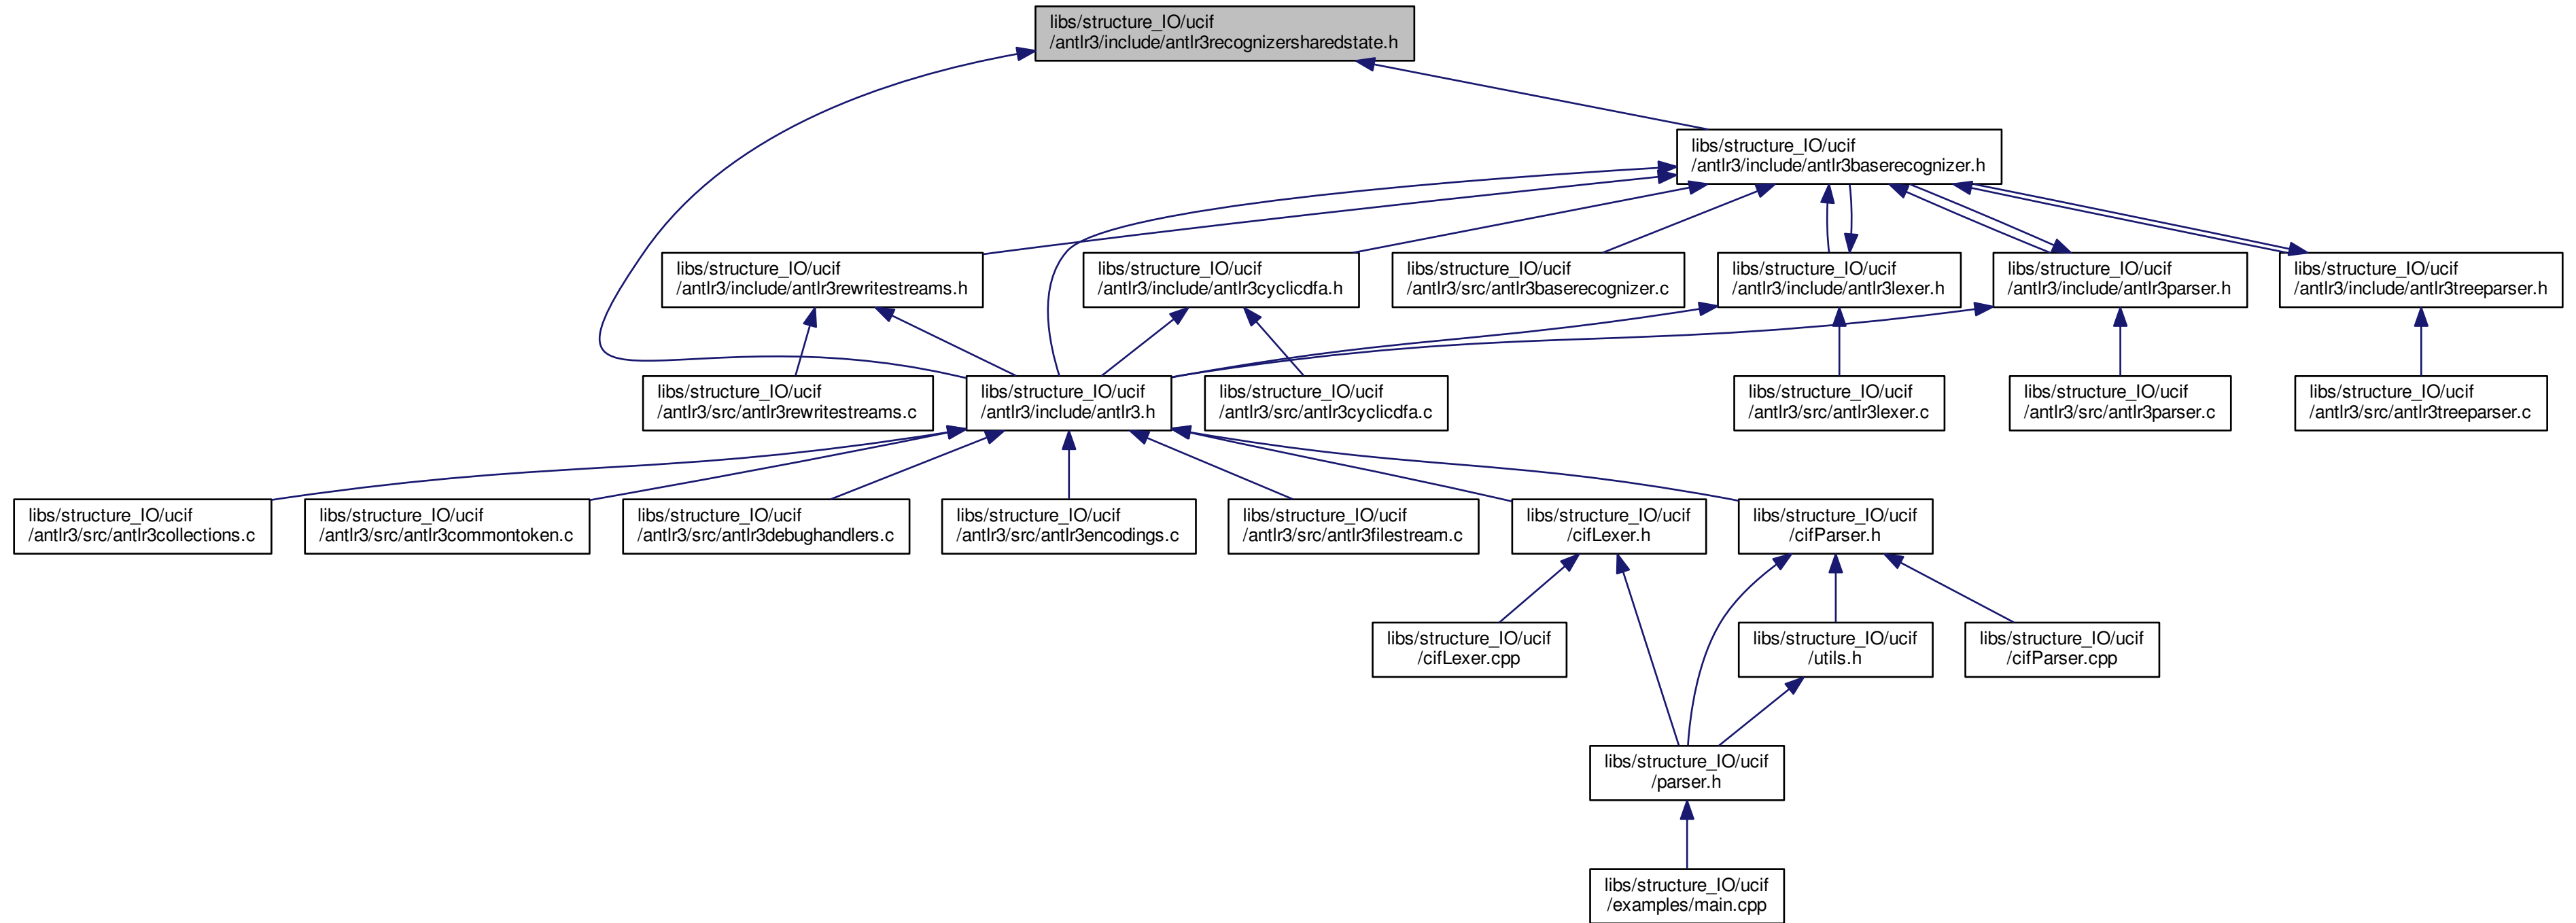 libs/structure_IO/ucif
/antlr3/include/antlr3recognizersharedstate.h
libs/structure_IO/ucif
/antlr3/include/antlr3baserecognizer.h
libs/structure_IO/ucif
/antlr3/include/antlr3rewritestreams.h
libs/structure_IO/ucif
/antlr3/include/antlr3cyclicdfa.h
libs/structure_IO/ucif
/antlr3/src/antlr3baserecognizer.c
libs/structure_IO/ucif
/antlr3/include/antlr3lexer.h
libs/structure_IO/ucif
/antlr3/include/antlr3parser.h
libs/structure_IO/ucif
/antlr3/include/antlr3treeparser.h
libs/structure_IO/ucif
/antlr3/src/antlr3rewritestreams.c
libs/structure_IO/ucif
/antlr3/include/antlr3.h
libs/structure_IO/ucif
/antlr3/src/antlr3cyclicdfa.c
libs/structure_IO/ucif
/antlr3/src/antlr3lexer.c
libs/structure_IO/ucif
/antlr3/src/antlr3parser.c
libs/structure_IO/ucif
/antlr3/src/antlr3treeparser.c
libs/structure_IO/ucif
/antlr3/src/antlr3collections.c
libs/structure_IO/ucif
/antlr3/src/antlr3commontoken.c
libs/structure_IO/ucif
/antlr3/src/antlr3debughandlers.c
libs/structure_IO/ucif
/antlr3/src/antlr3encodings.c
libs/structure_IO/ucif
/antlr3/src/antlr3filestream.c
libs/structure_IO/ucif
/cifLexer.h
libs/structure_IO/ucif
/cifParser.h
libs/structure_IO/ucif
/cifLexer.cpp
libs/structure_IO/ucif
/utils.h
libs/structure_IO/ucif
/cifParser.cpp
libs/structure_IO/ucif
/parser.h
libs/structure_IO/ucif
/examples/main.cpp